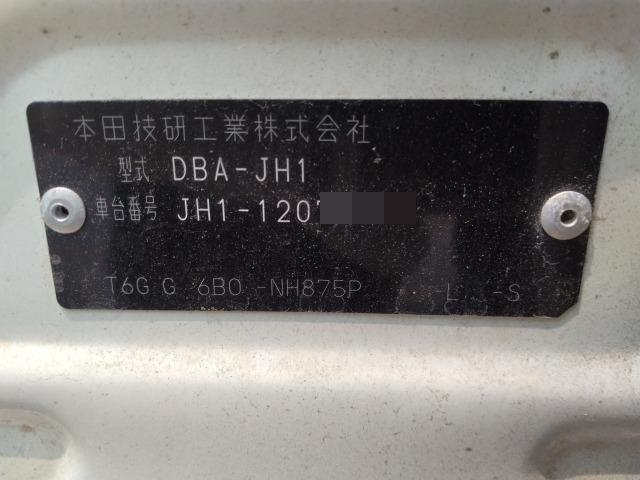 本田技研工業株式会社
型式 DBA-JH1
車台番号 JH1-120
T6G G 6B0 -NH875P -L -S